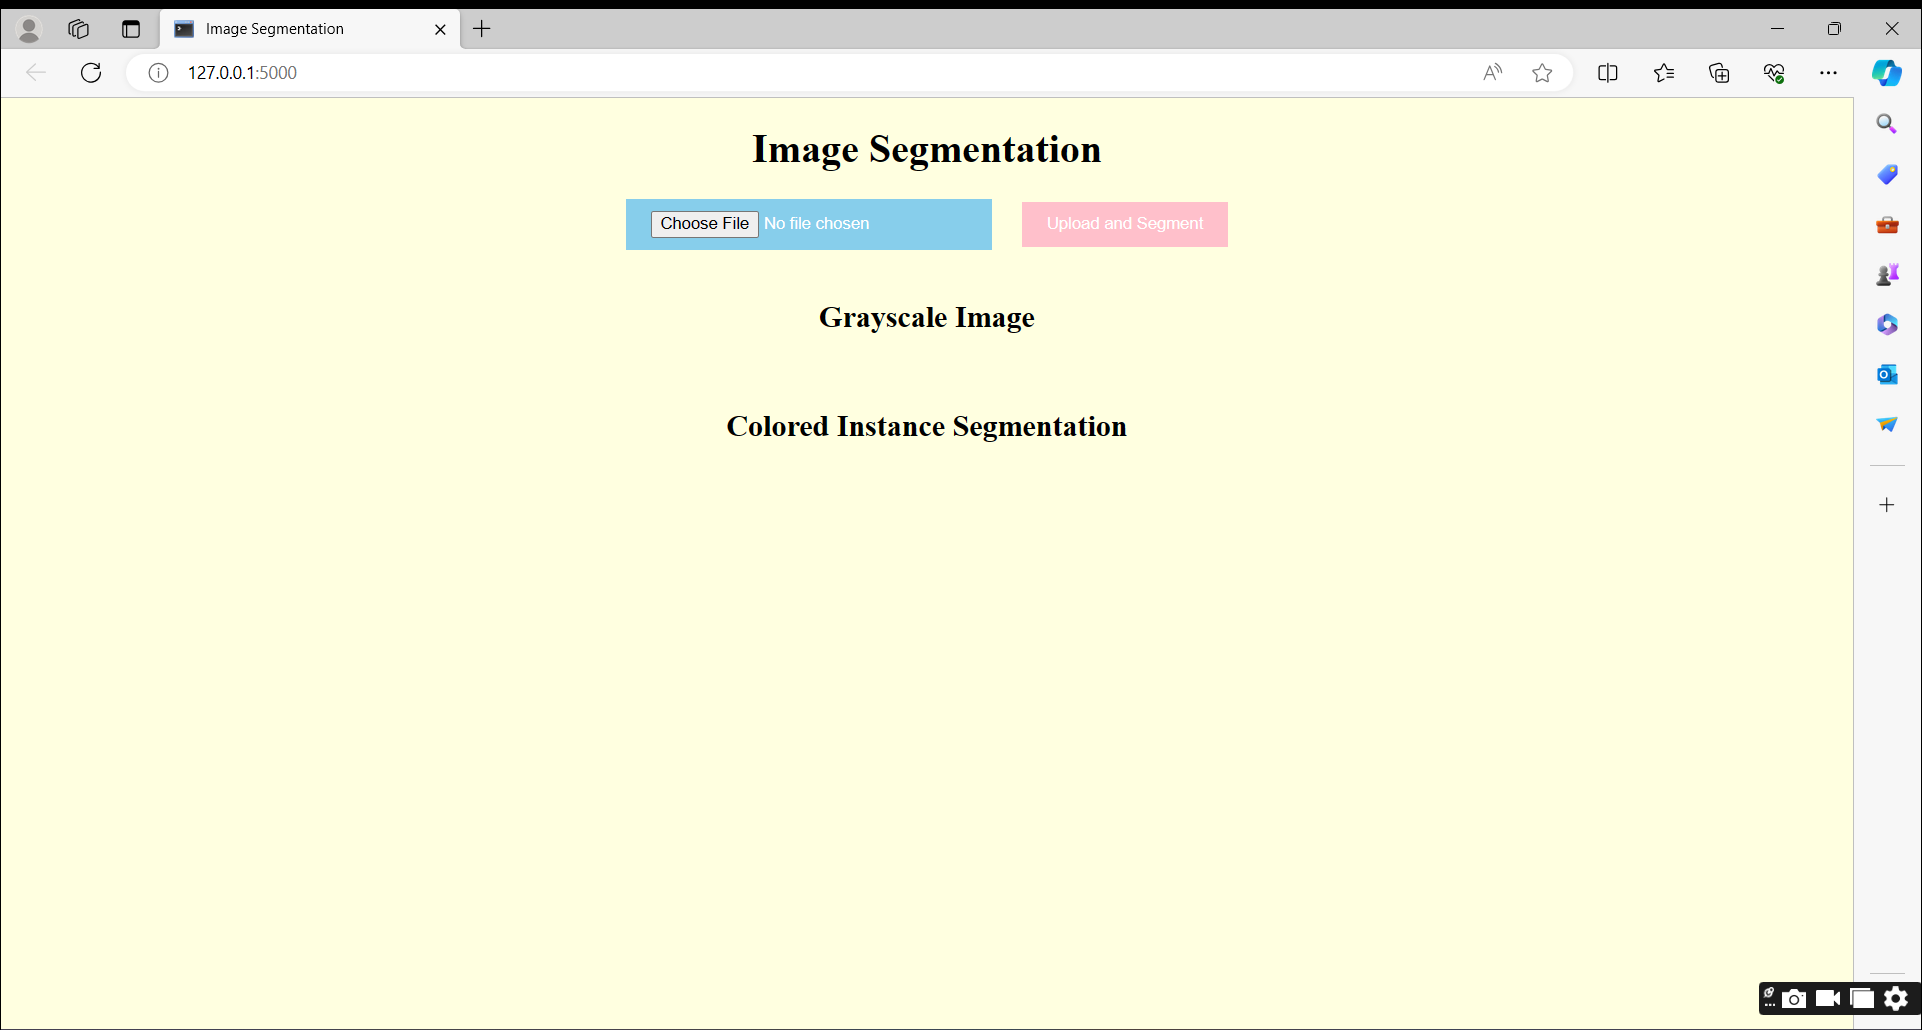 Image Segmentation
127.0.0.1:5000
Image Segmentation
Choose File No file chosen Upload and Segment
Grayscale Image
Colored Instance Segmentation